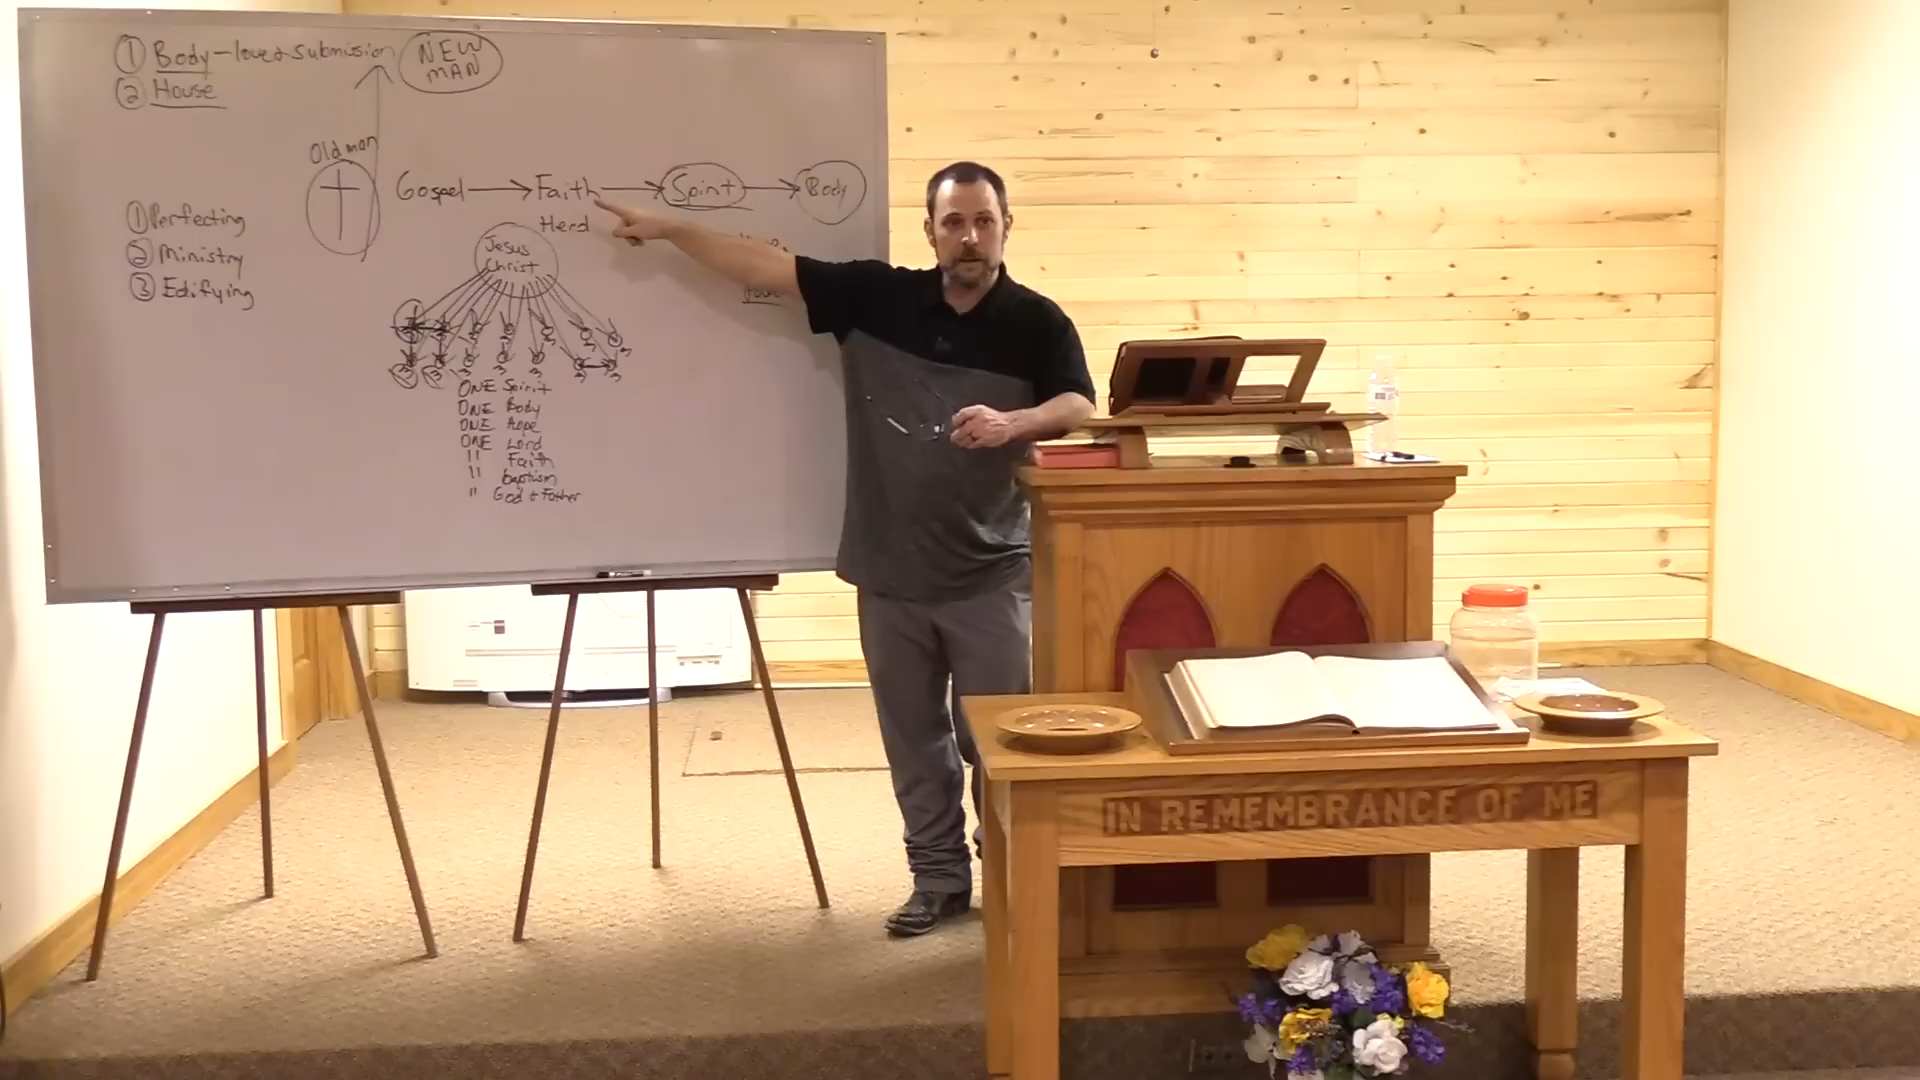 ① Body - love & submission
NEW
MAN
② House
Old man
Gospel → Faith → Spirit → Body
① Perfecting
② Ministry
③ Edifying
Herd
Jesus
Christ
ONE Spirit
ONE Body
ONE Hope
ONE Lord
" Faith
" baptism
" God & Father
IN REMEMBRANCE OF ME